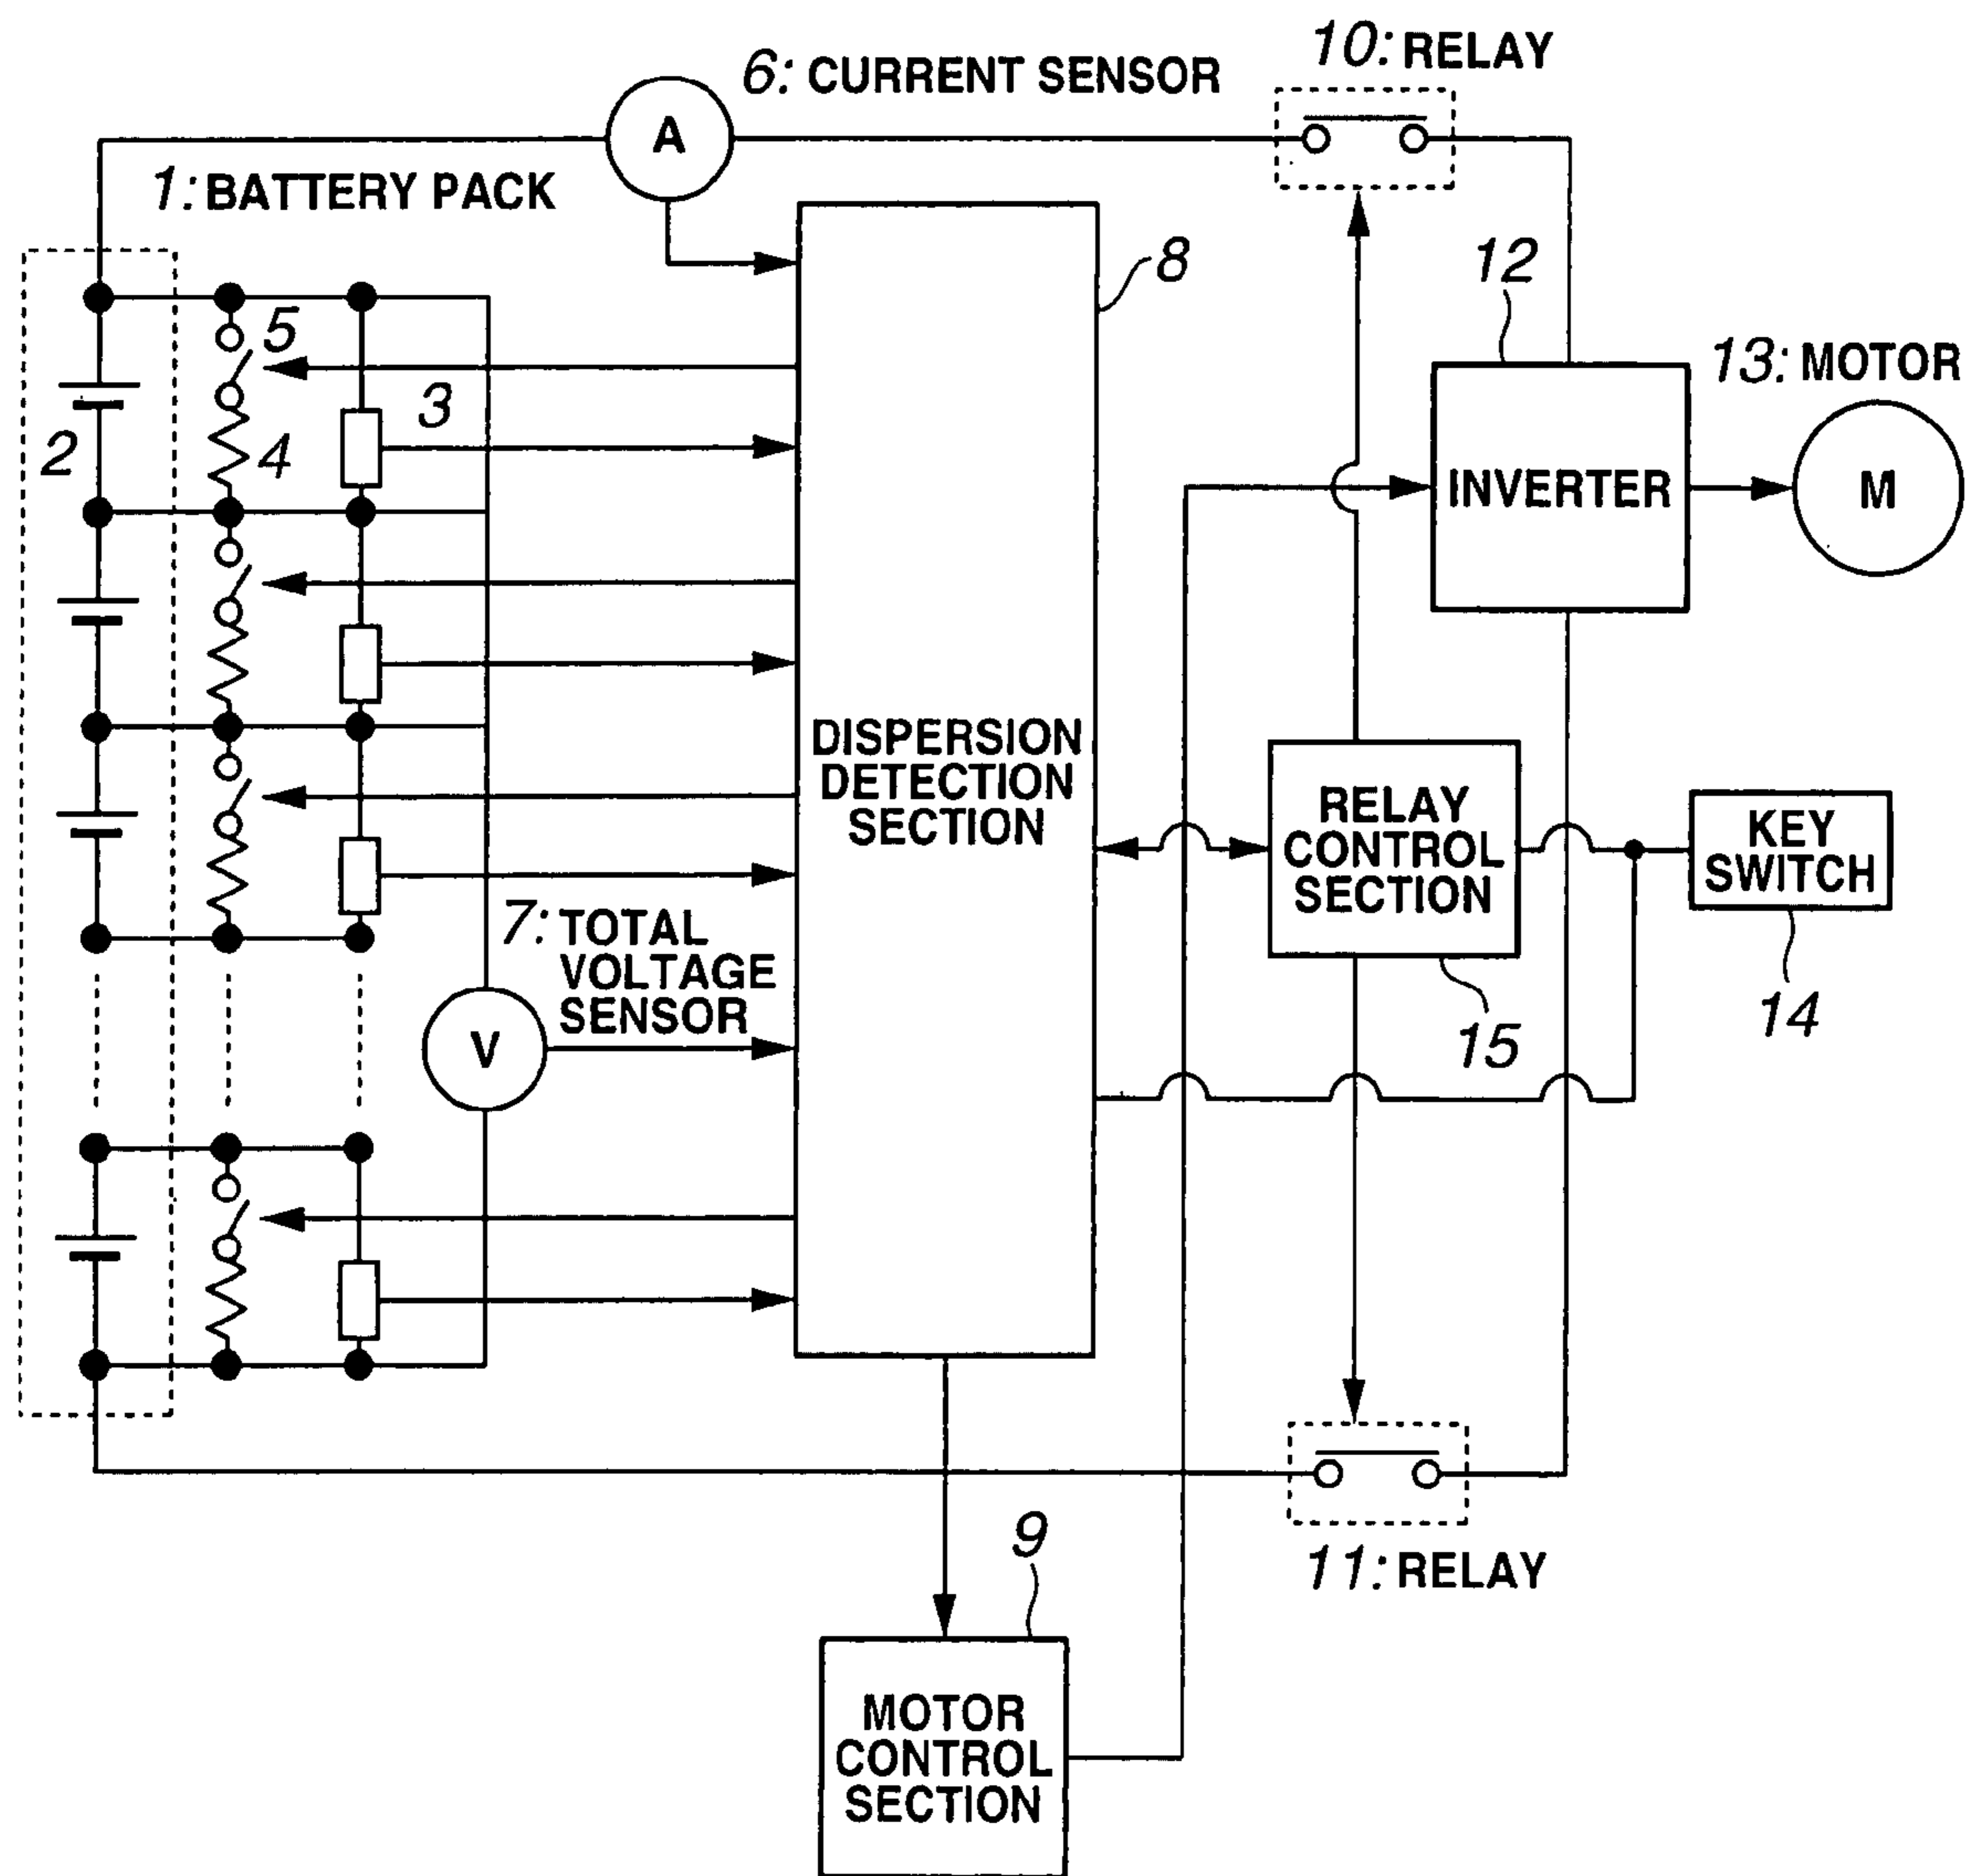 10: RELAY
6: CURRENT SENSOR
A
1: BATTERY PACK
8
12
5
13: MOTOR
3
2
4
INVERTER
M
DISPERSION
DETECTION
SECTION
RELAY
CONTROL
SECTION
KEY
SWITCH
7: TOTAL
VOLTAGE
SENSOR
14
15
V
9
11: RELAY
MOTOR
CONTROL
SECTION